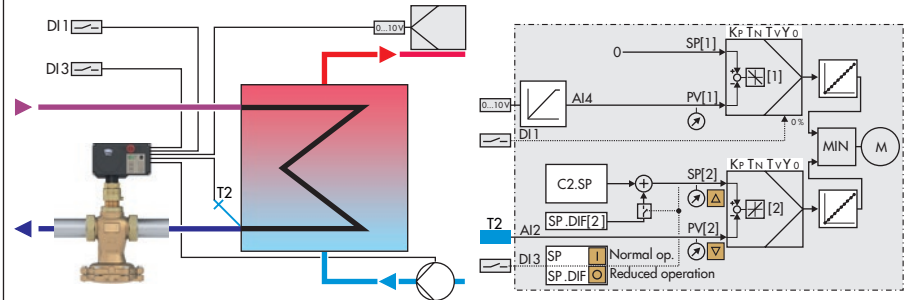 DI1
DI3
0...10V
T2
KP TN TV Y0
0
SP[1]
[1]
0...10V
AI4
PV[1]
DI1
0 %
MIN
M
KP TN TV Y0
C2.SP
SP[2]
[2]
SP.DIF[2]
T2
AI2
PV[2]
DI3
SP I Normal op.
SP.DIF O Reduced operation